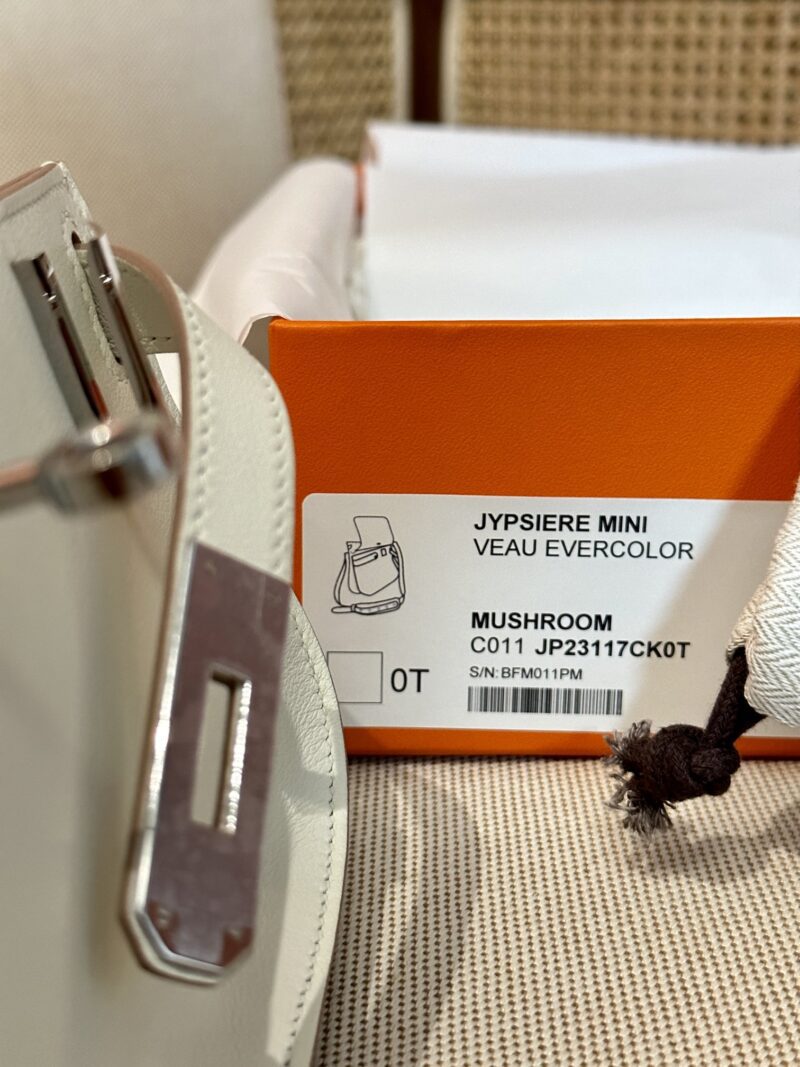 JYPSIERE MINI
VEAU EVERCOLOR
MUSHROOM
C011 JP23117CK0T
S/N: BFM011PM
0T